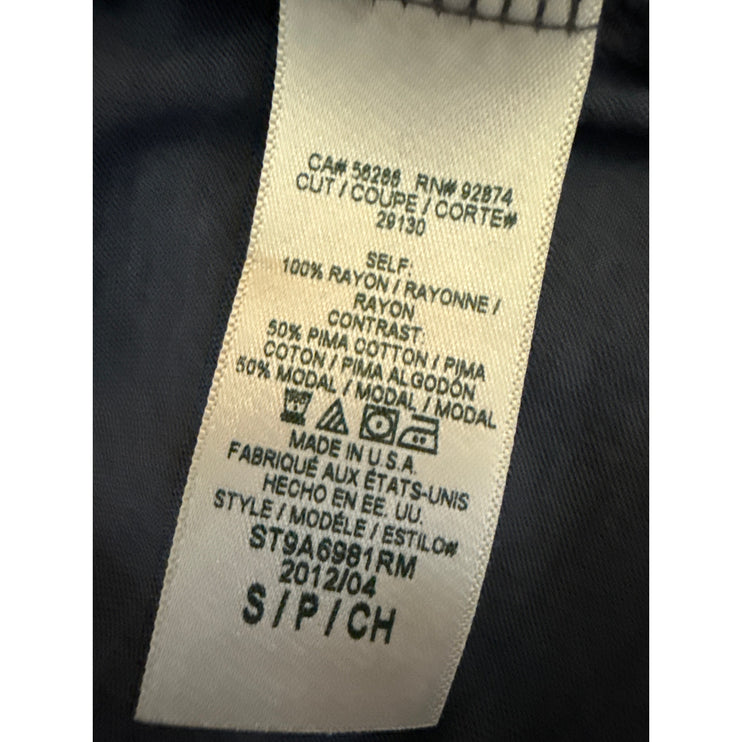 CA# 56266 RN# 92874
CUT / COUPE / CORTE#
29130
SELF:
100% RAYON / RAYONNE /
RAYON
CONTRAST:
50% PIMA COTTON / PIMA
COTON / PIMA ALGODÓN
50% MODAL / MODAL / MODAL
MADE IN U.S.A.
FABRIQUÉ AUX ÉTATS-UNIS
HECHO EN EE. UU.
STYLE / MODÉLE / ESTILO#
ST9A6981RM
2012/04
S / P / CH